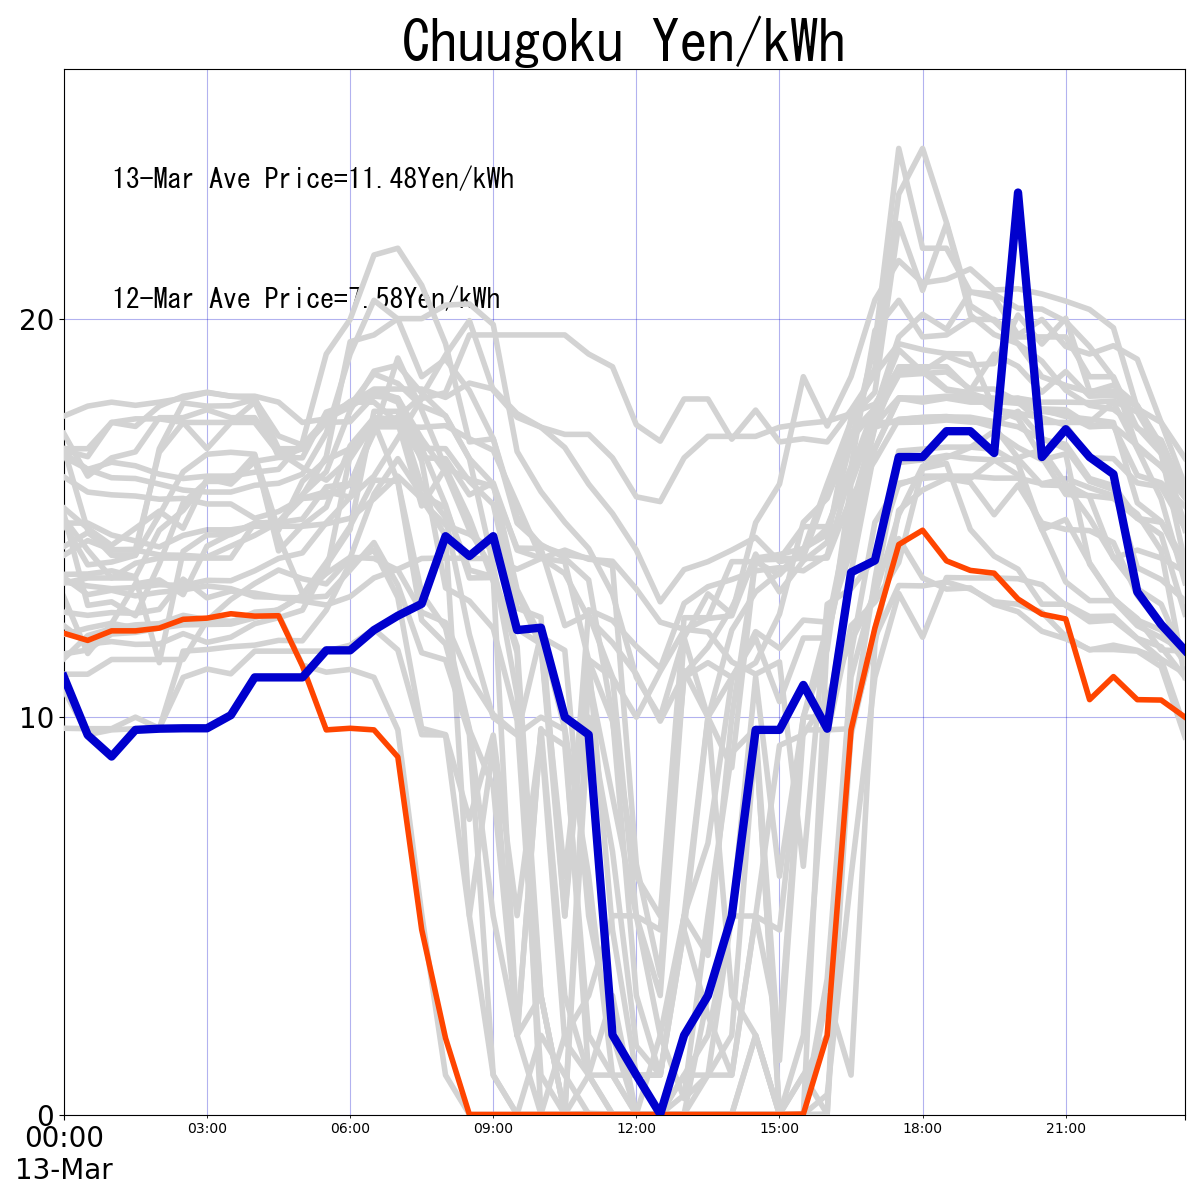 Chuugoku Yen/kWh
13-Mar Ave Price=11.48Yen/kWh
12-Mar Ave Price=7.58Yen/kWh
20
10
0
00:00 03:00 06:00 09:00 12:00 15:00 18:00 21:00
13-Mar